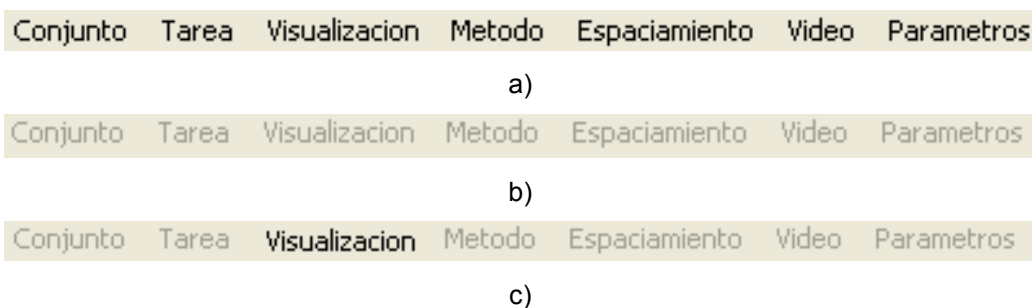 Conjunto Tarea Visualizacion Metodo Espaciamiento Video Parametros
a)
Conjunto Tarea Visualizacion Metodo Espaciamiento Video Parametros
b)
Conjunto Tarea Visualizacion Metodo Espaciamiento Video Parametros
c)